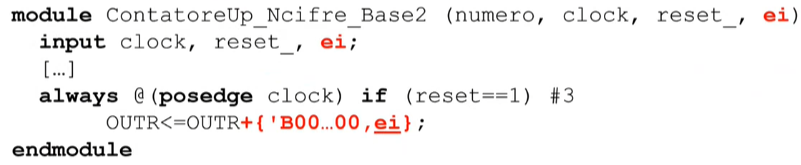 module ContatoreUp_Ncifre_Base2 (numero, clock, reset_, ei)
input clock, reset_, ei;
[…]
always @(posedge clock) if (reset==1) #3
OUTR<=OUTR+{'B00...00,ei};
endmodule